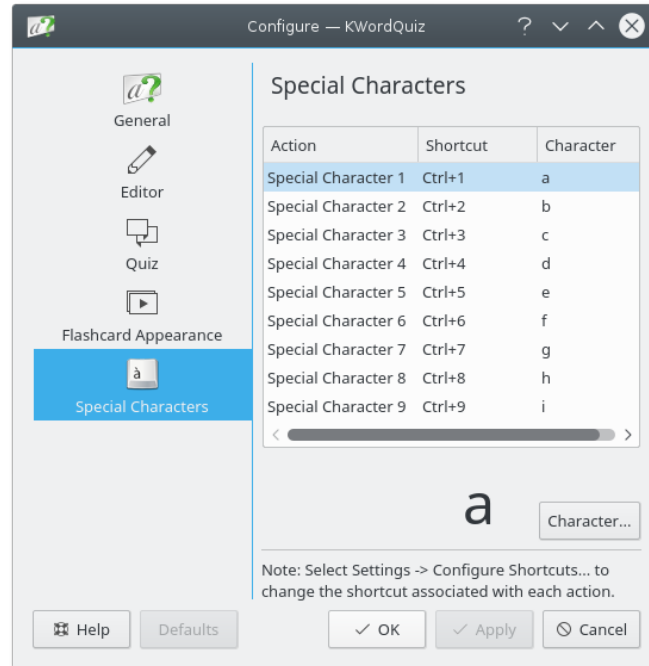 Configure — KWordQuiz
General
Editor
Quiz
Flashcard Appearance
Special Characters
Special Characters
Action Shortcut Character
Special Character 1 Ctrl+1 a
Special Character 2 Ctrl+2 b
Special Character 3 Ctrl+3 c
Special Character 4 Ctrl+4 d
Special Character 5 Ctrl+5 e
Special Character 6 Ctrl+6 f
Special Character 7 Ctrl+7 g
Special Character 8 Ctrl+8 h
Special Character 9 Ctrl+9 i
a
Character...
Note: Select Settings -> Configure Shortcuts... to
change the shortcut associated with each action.
Help Defaults OK Apply Cancel